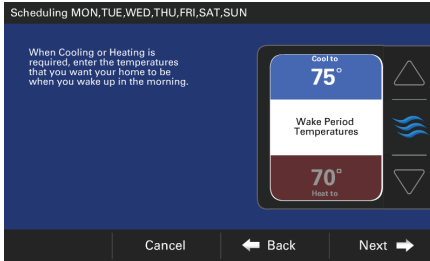 Scheduling MON,TUE,WED,THU,FRI,SAT,SUN
When Cooling or Heating is
required, enter the temperatures
that you want your home to be
when you wake up in the morning.
Cool to
75°
Wake Period
Temperatures
70°
Heat to
Cancel
Back
Next